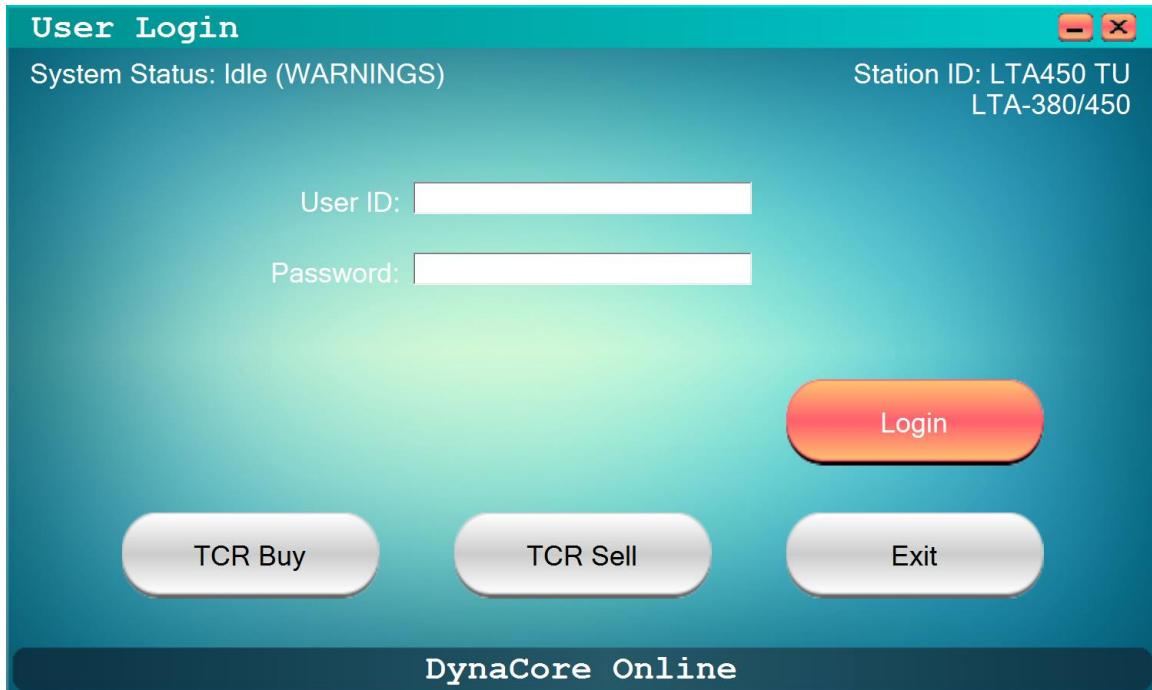 User Login
System Status: Idle (WARNINGS)
Station ID: LTA450 TU
LTA-380/450
User ID:
Password:
Login
TCR Buy
TCR Sell
Exit
DynaCore Online